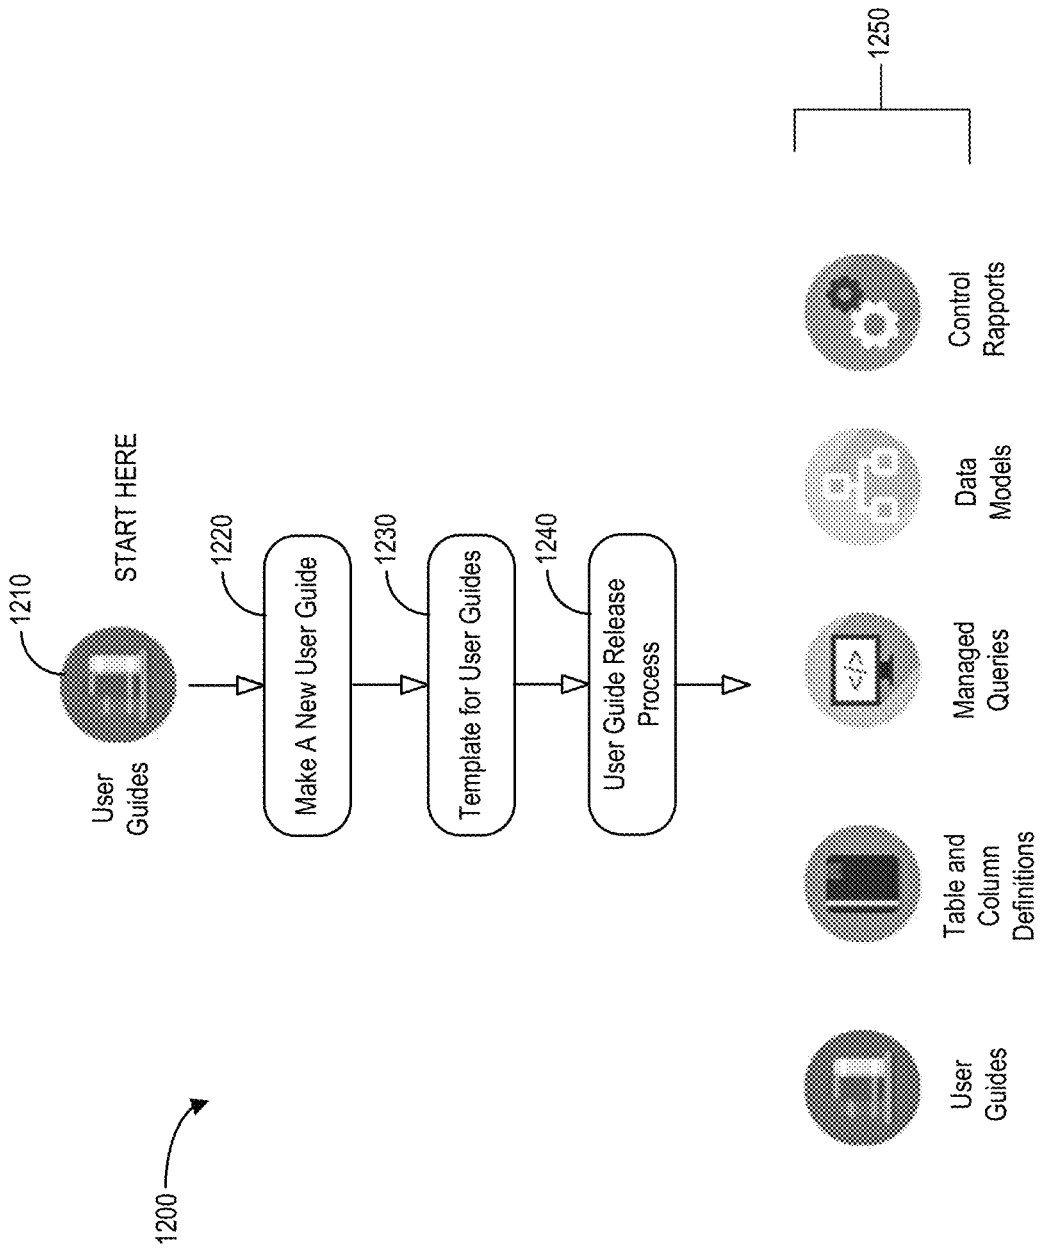 1200
1210
User
Guides
START HERE
1220
Make A New User Guide
1230
Template for User Guides
1240
User Guide Release
Process
1250
User
Guides
Table and
Column
Definitions
Managed
Queries
</>
Data
Models
Control
Rapports